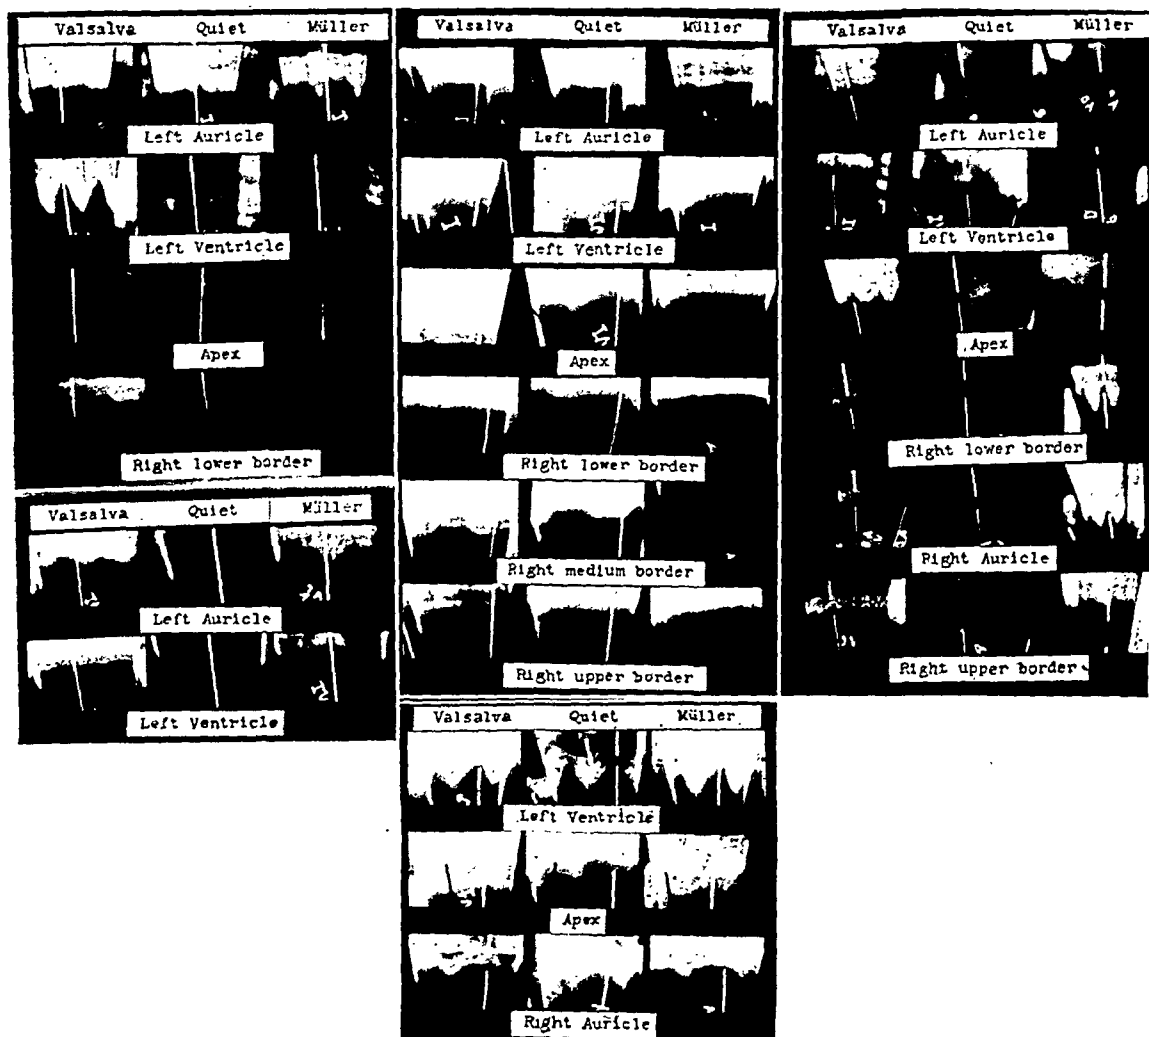 Valsalva Quiet Müller
Left Auricle
Left Ventricle
Apex
Right lower border
Valsalva Quiet Müller
Left Auricle
Left Ventricle
Valsalva Quiet Müller
Left Auricle
Left Ventricle
Apex
Right lower border
Right medium border
Right upper border
Valsalva Quiet Müller
Left Ventricle
Apex
Right Auricle
Valsalva Quiet Müller
Left Auricle
Left Ventricle
Apex
Right lower border
Right Auricle
Right upper border